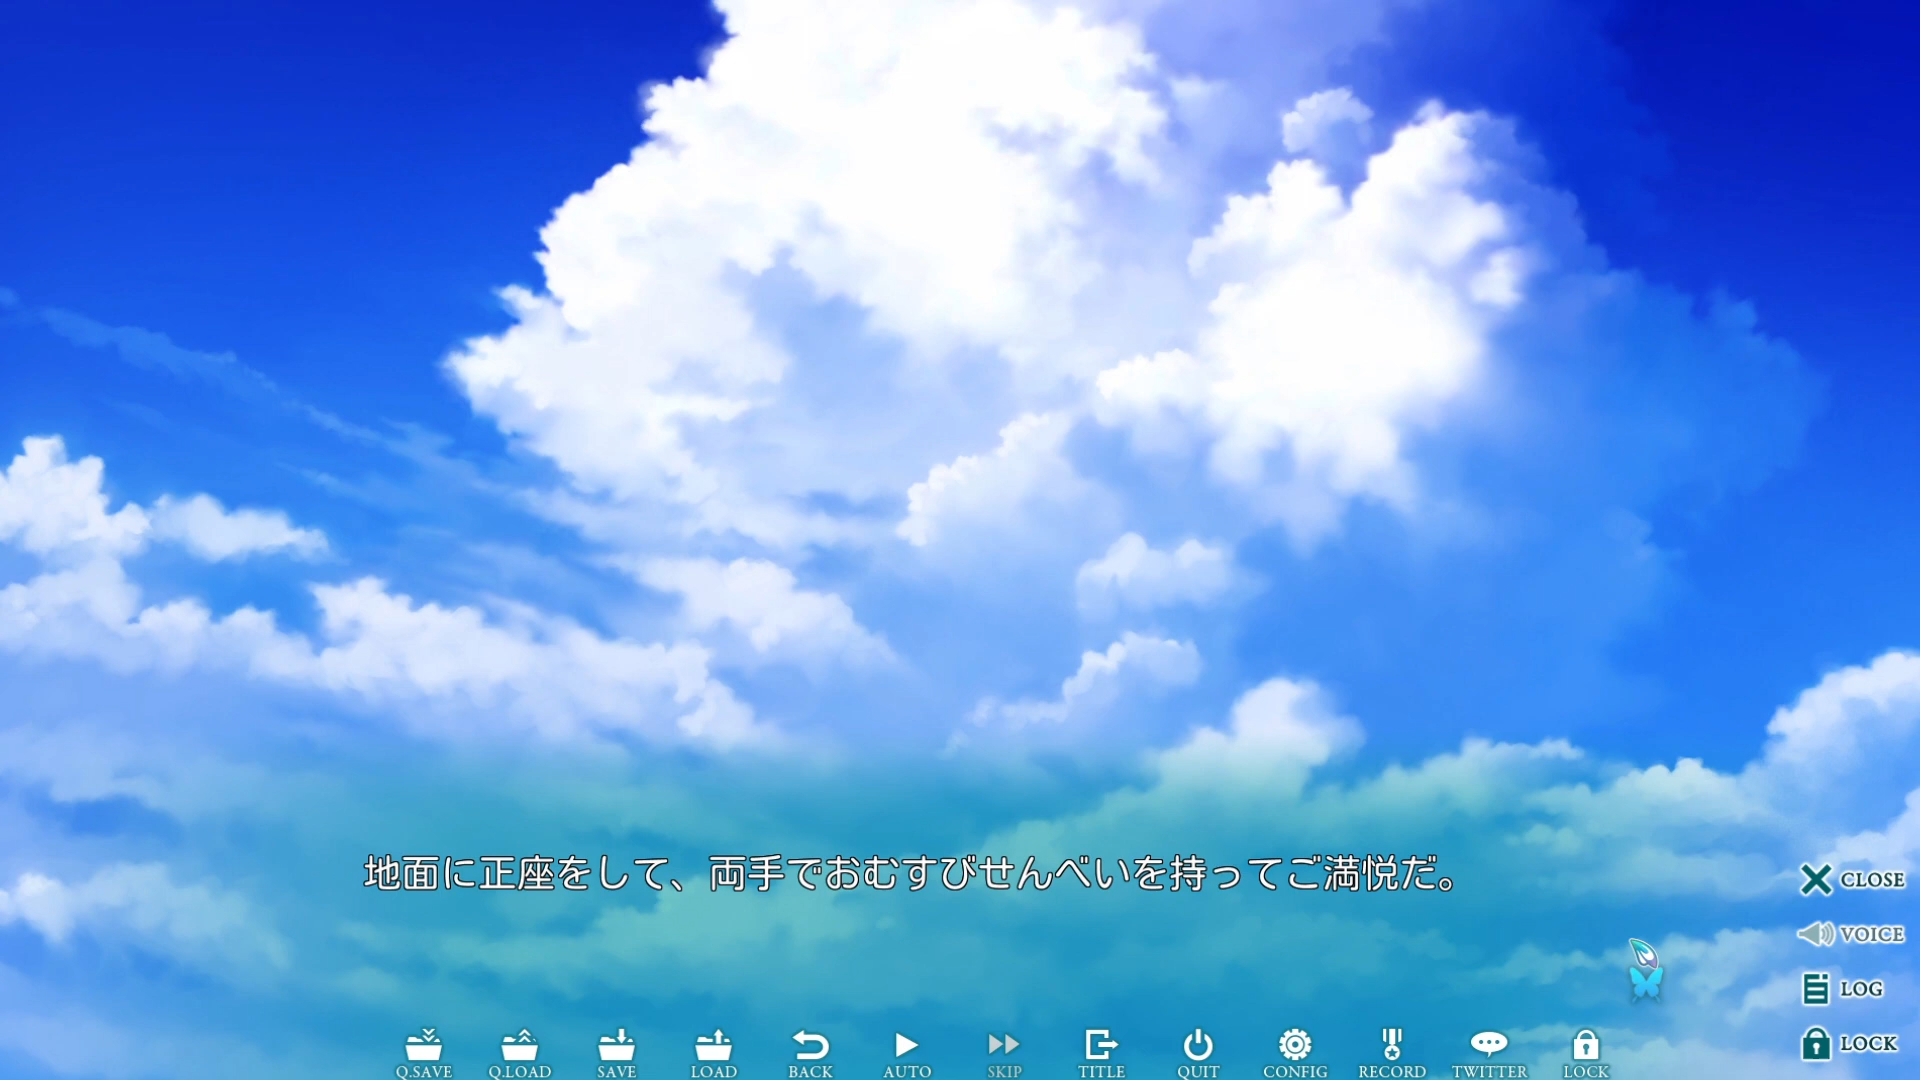 地面に正座をして、両手でおむすびせんべいを持ってご満悦だ。
CLOSE
VOICE
LOG
LOCK
Q.SAVE Q.LOAD SAVE LOAD BACK AUTO SKIP TITLE QUIT CONFIG RECORD TWITTER LOCK